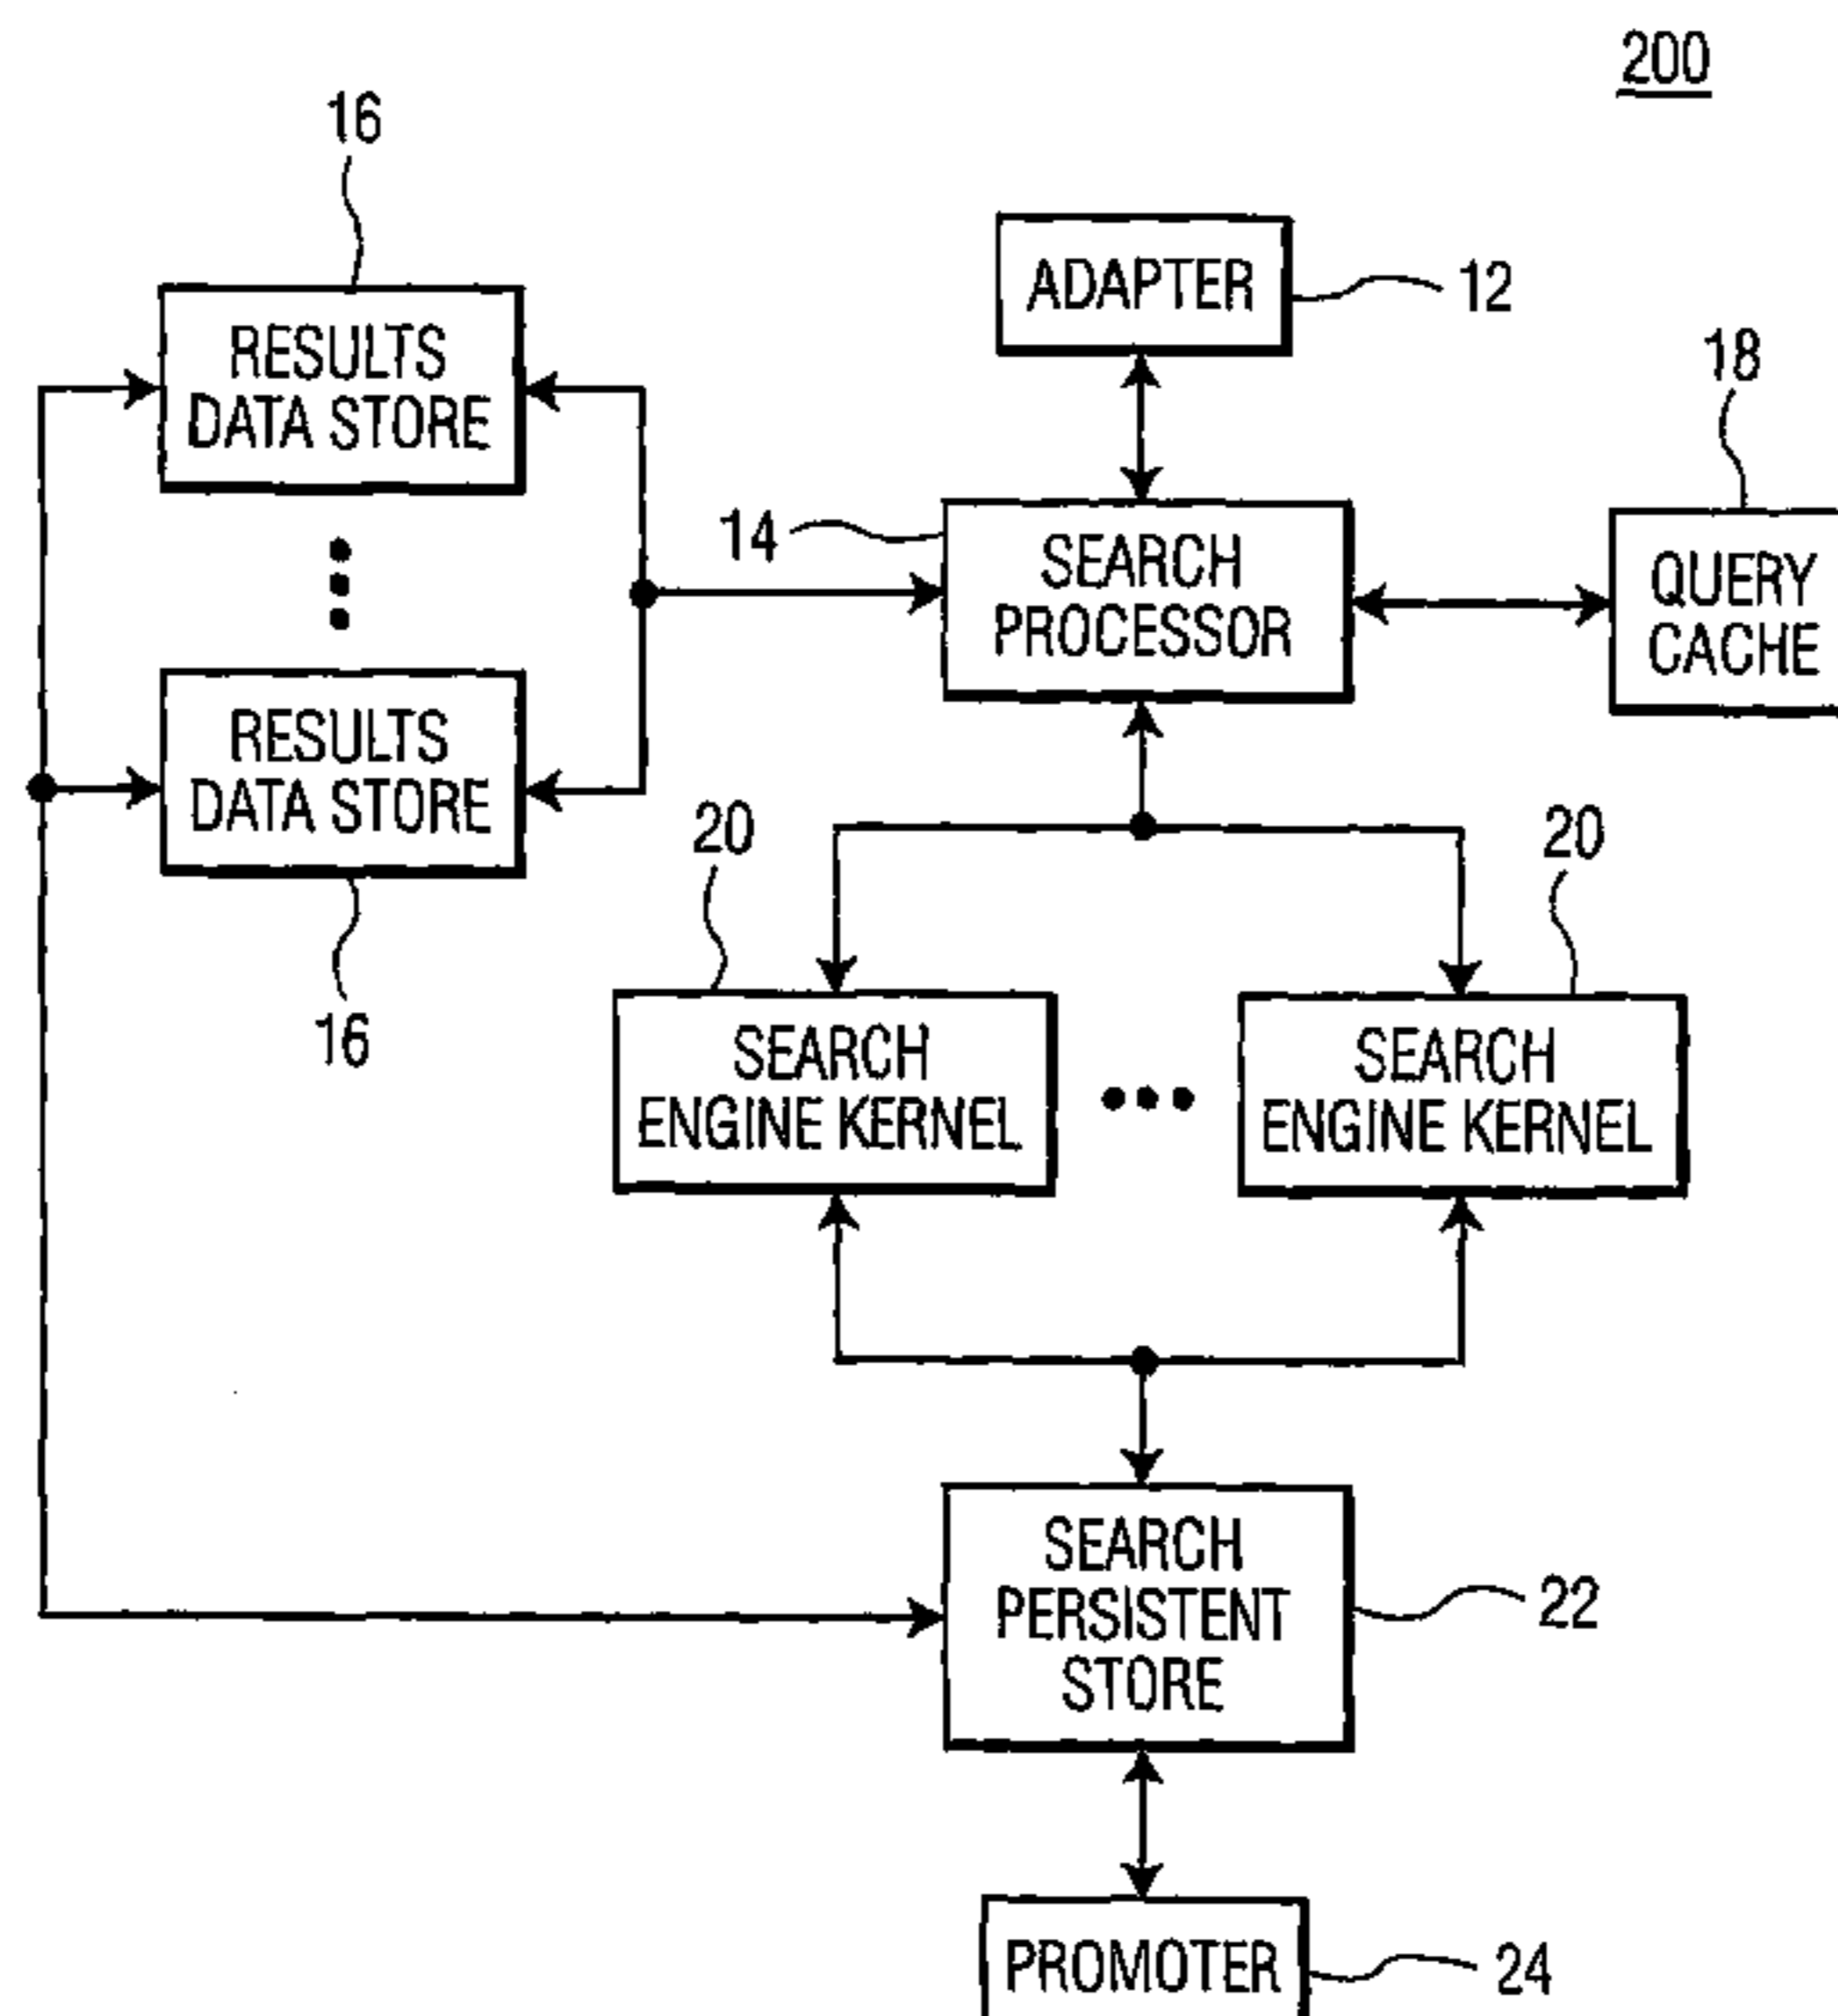 200
16
ADAPTER
12
RESULTS
DATA STORE
18
14
SEARCH
PROCESSOR
QUERY
CACHE
RESULTS
DATA STORE
16
20
20
SEARCH
ENGINE KERNEL
SEARCH
ENGINE KERNEL
SEARCH
PERSISTENT
STORE
22
PROMOTER
24